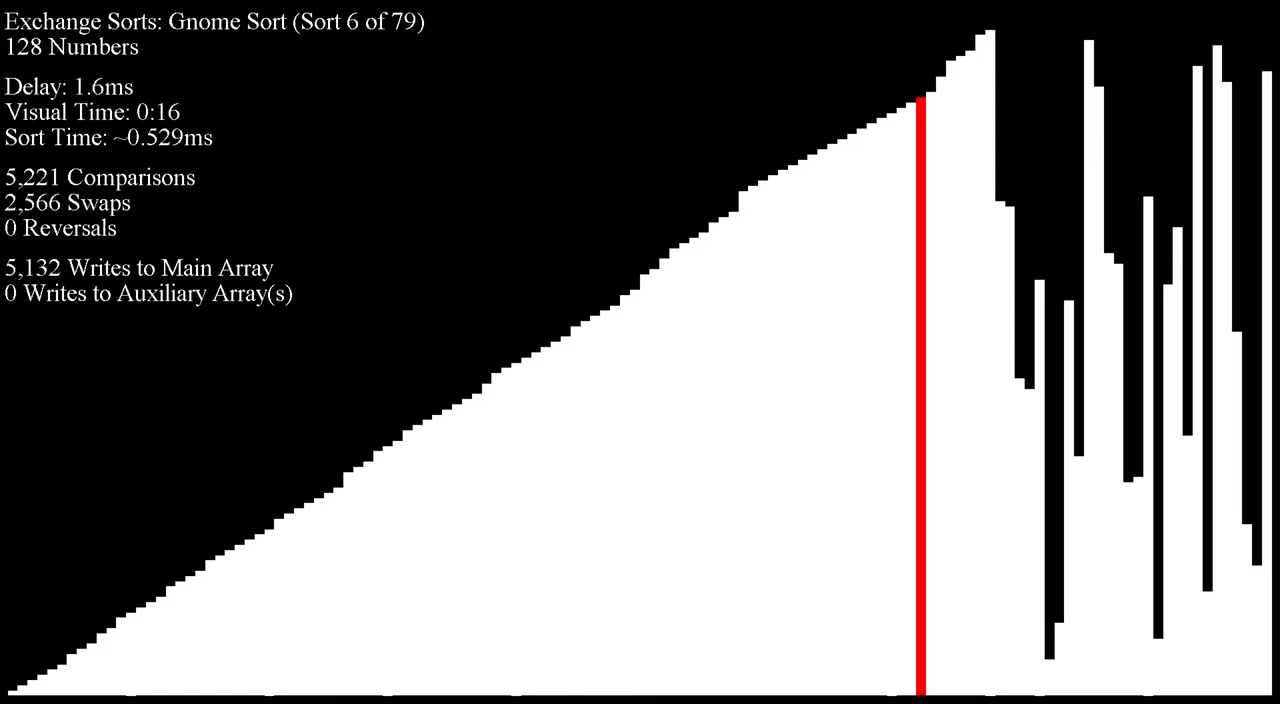 Exchange Sorts: Gnome Sort (Sort 6 of 79)
128 Numbers
Delay: 1.6ms
Visual Time: 0:16
Sort Time: ~0.529ms
5,221 Comparisons
2,566 Swaps
0 Reversals
5,132 Writes to Main Array
0 Writes to Auxiliary Array(s)